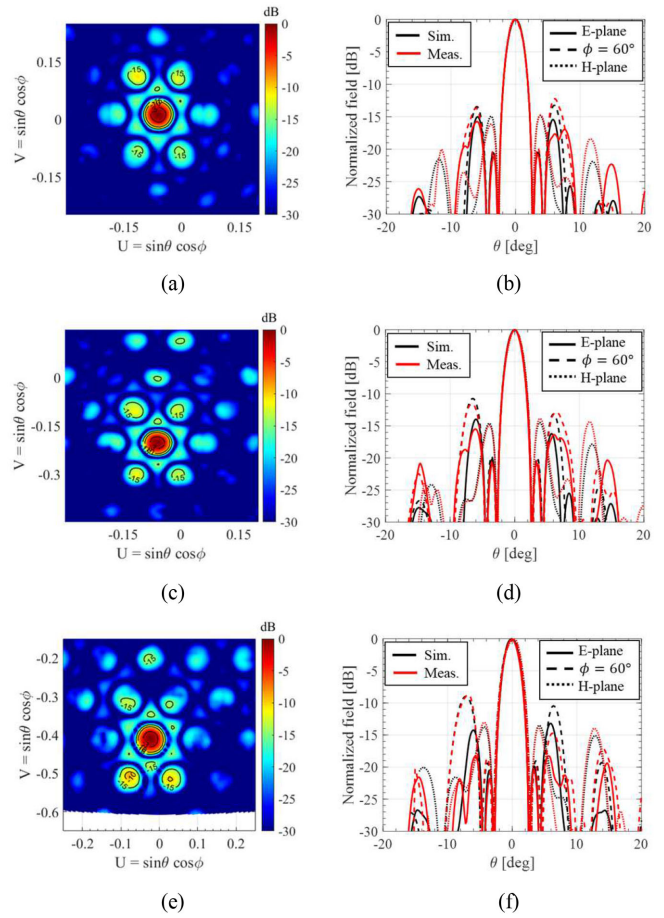 dB
0.15
0
-0.15
V = sinθ cosϕ
-0.15 0 0.15
U = sinθ cosϕ
0
-5
-10
-15
-20
-25
-30
-15
-15
-15
-15
(a)
Normalized field [dB]
0
-5
-10
-15
-20
-25
-30
-20 -10 0 10 20
θ [deg]
Sim.
Meas.
E-plane
ϕ = 60°
H-plane
(b)
dB
0
-0.15
-0.3
V = sinθ cosϕ
-0.15 0 0.15
U = sinθ cosϕ
0
-5
-10
-15
-20
-25
-30
-15
-15
-15
-15
(c)
Normalized field [dB]
0
-5
-10
-15
-20
-25
-30
-20 -10 0 10 20
θ [deg]
Sim.
Meas.
E-plane
ϕ = 60°
H-plane
(d)
dB
-0.2
-0.3
-0.4
-0.5
-0.6
V = sinθ cosϕ
-0.2 -0.1 0 0.1 0.2
U = sinθ cosϕ
0
-5
-10
-15
-20
-25
-30
-15
-15
-15
(e)
Normalized field [dB]
0
-5
-10
-15
-20
-25
-30
-20 -10 0 10 20
θ [deg]
Sim.
Meas.
E-plane
ϕ = 60°
H-plane
(f)